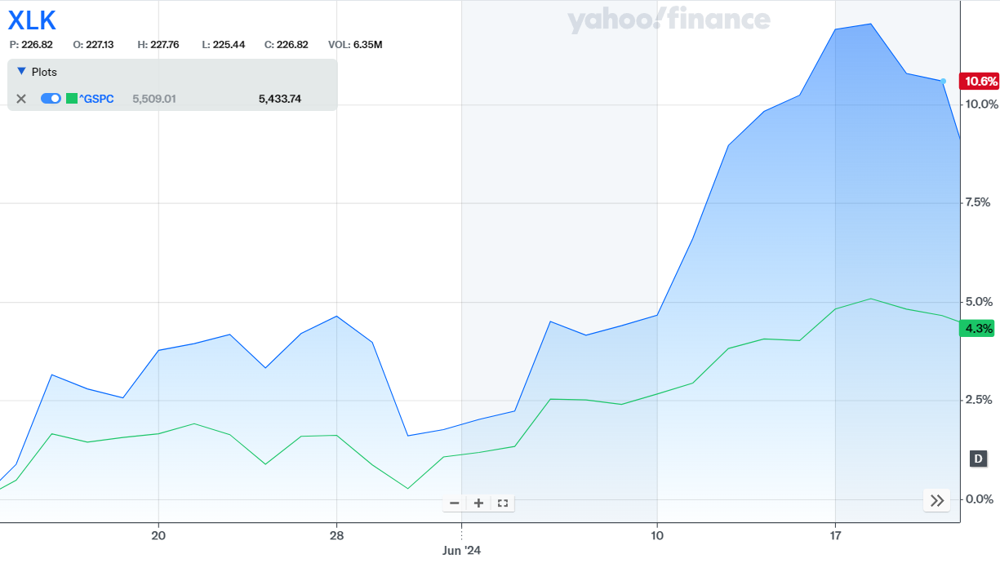 XLK
yahoo!finance
P: 226.82 O: 227.13 H: 227.76 L: 225.44 C: 226.82 VOL: 6.35M
▼ Plots
^GSPC 5,509.01 5,433.74
10.6%
10.0%
7.5%
5.0%
4.3%
2.5%
D
0.0%
20 28 10 17
Jun '24